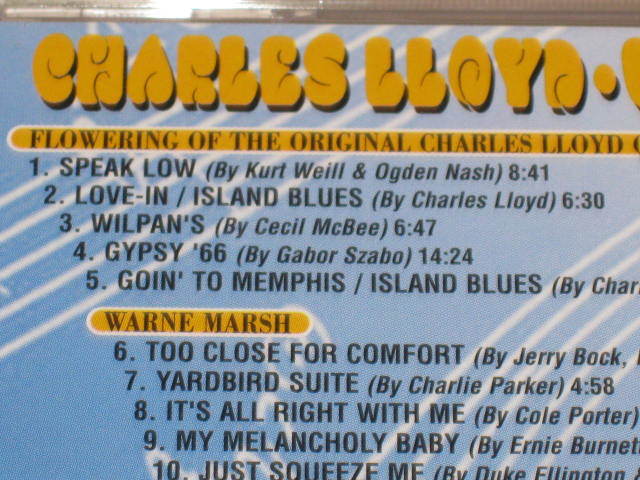 CHARLES LLOYD •
FLOWERING OF THE ORIGINAL CHARLES LLOYD
1. SPEAK LOW (By Kurt Weill & Ogden Nash) 8:41
2. LOVE-IN / ISLAND BLUES (By Charles Lloyd) 6:30
3. WILPAN'S (By Cecil McBee) 6:47
4. GYPSY '66 (By Gabor Szabo) 14:24
5. GOIN' TO MEMPHIS / ISLAND BLUES (By Char
WARNE MARSH
6. TOO CLOSE FOR COMFORT (By Jerry Bock,
7. YARDBIRD SUITE (By Charlie Parker) 4:58
8. IT'S ALL RIGHT WITH ME (By Cole Porter)
9. MY MELANCHOLY BABY (By Ernie Burnett
10. JUST SQUEEZE ME (By Duke Ellington &